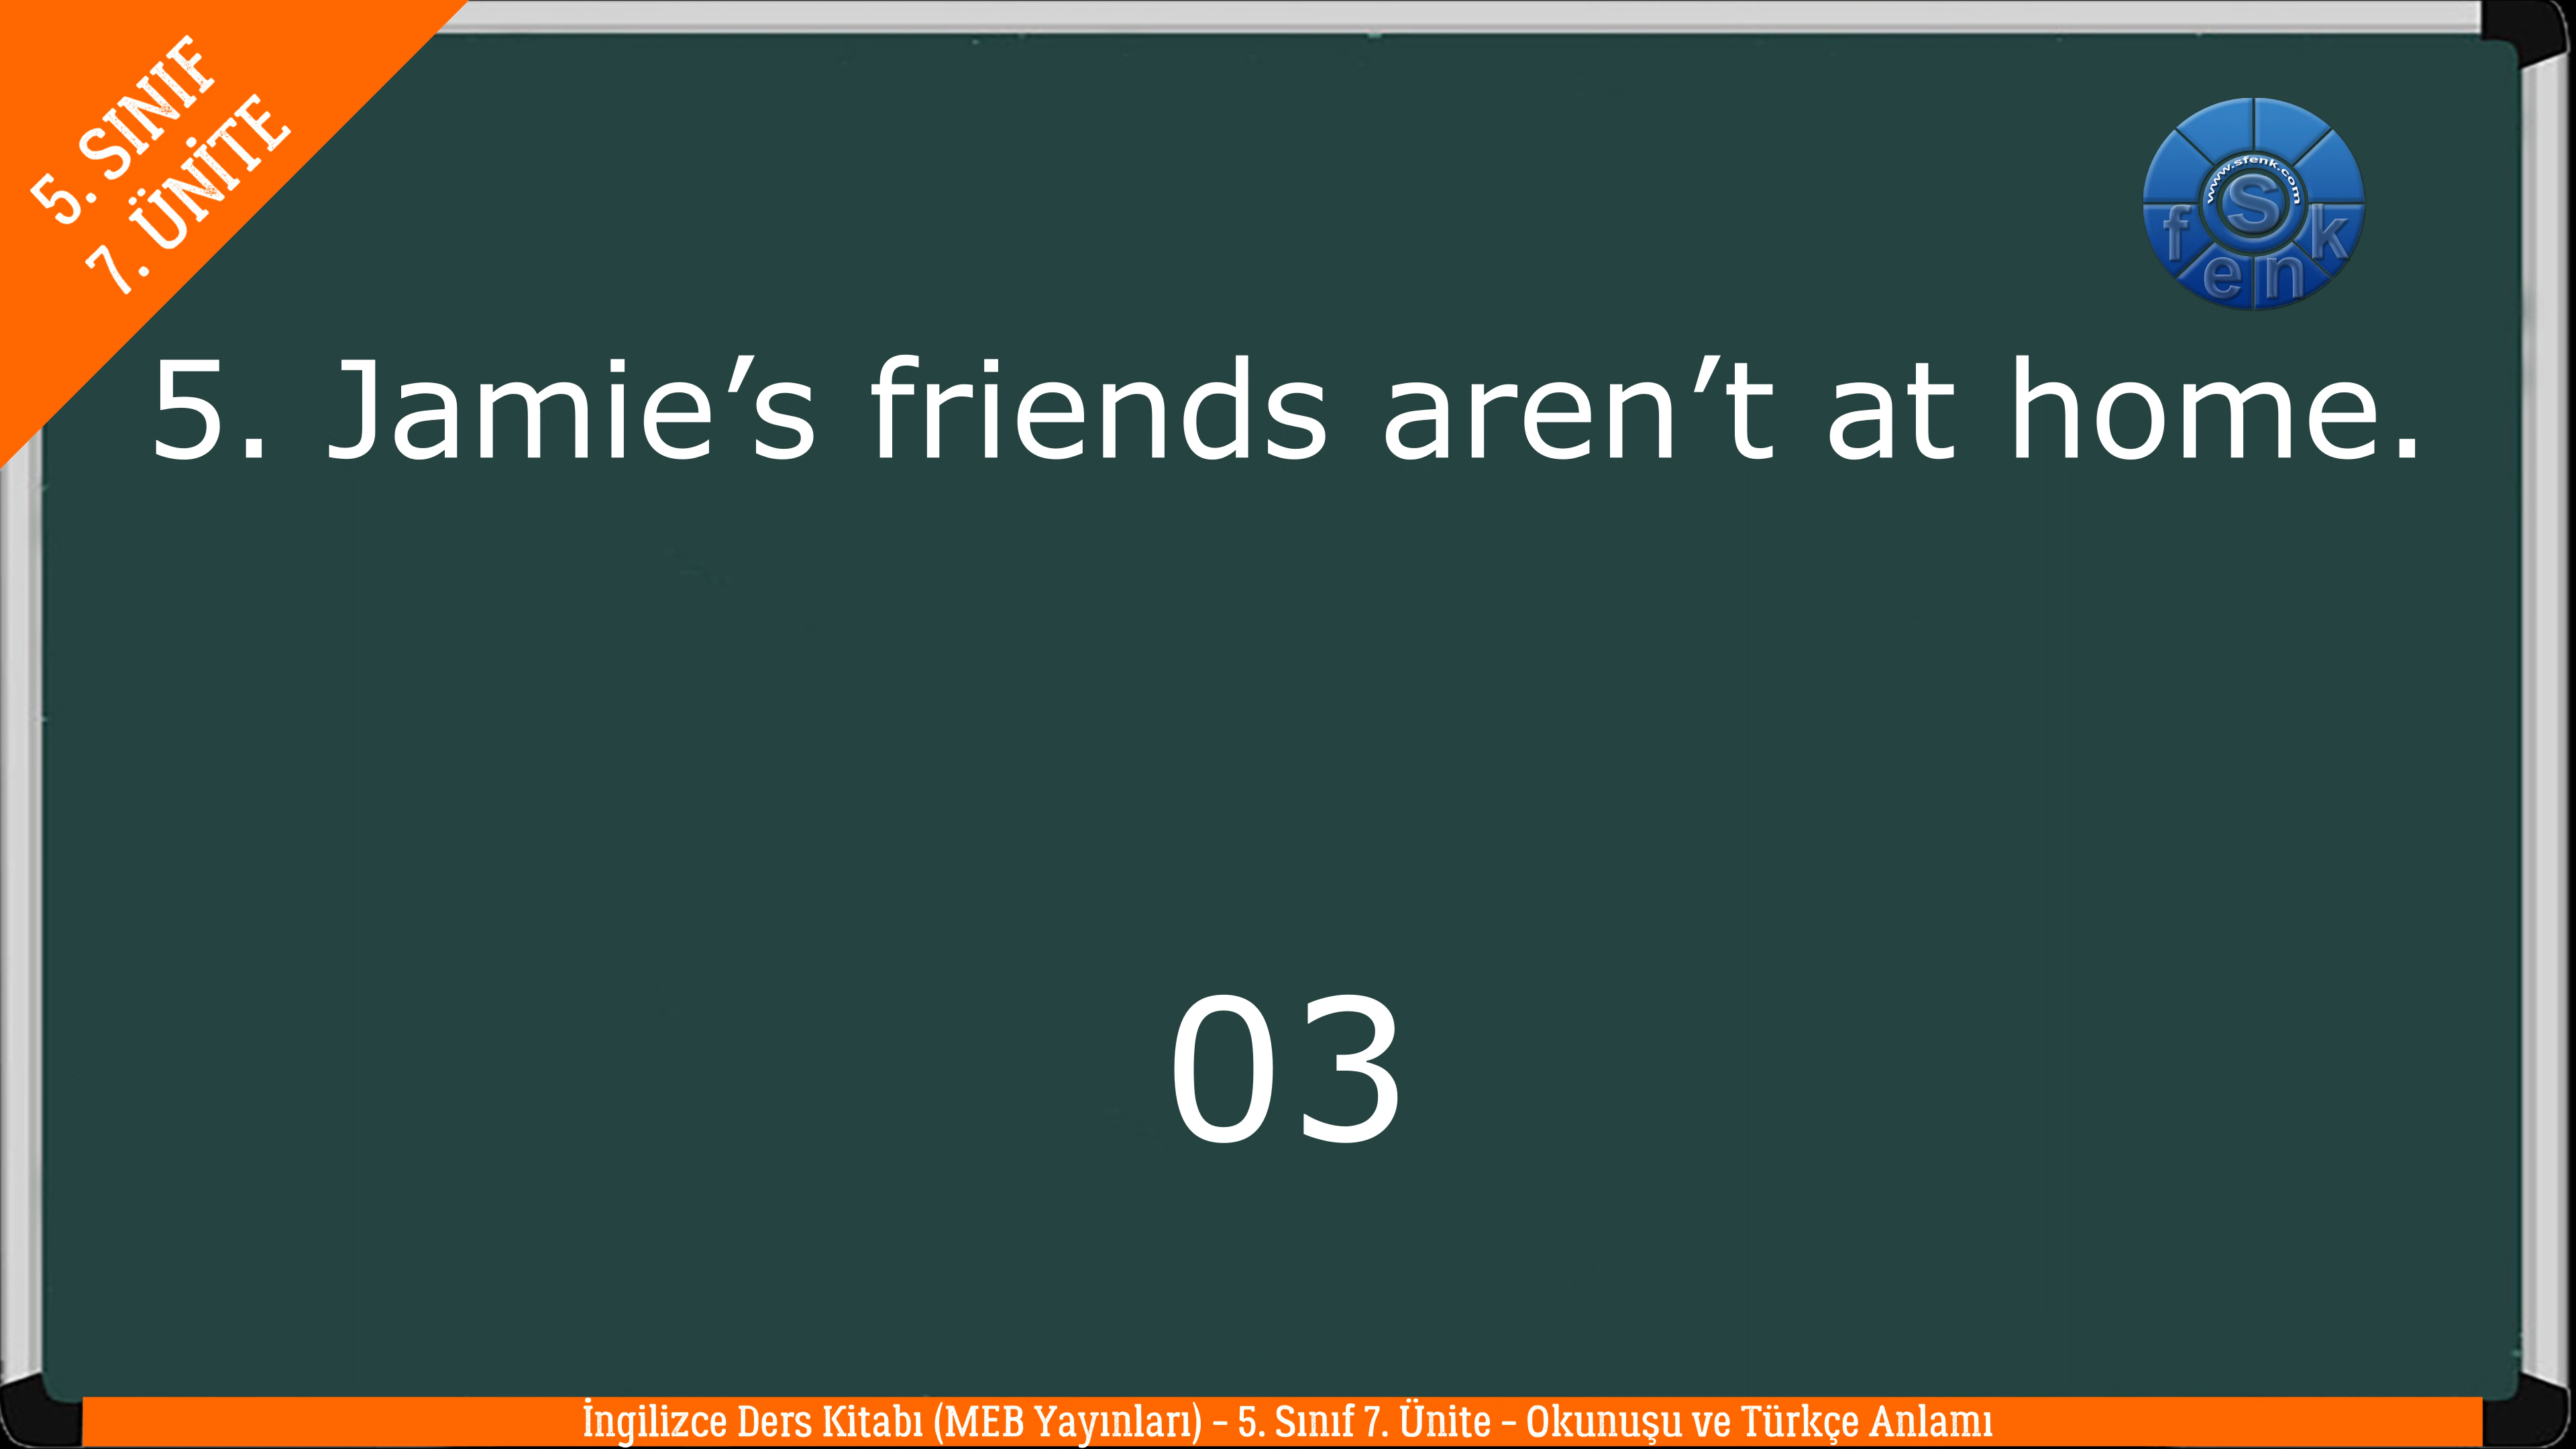 5. SINIF
7. ÜNİTE
www.sfenk.com
S
f e n k
5. Jamie’s friends aren’t at home.
03
İngilizce Ders Kitabı (MEB Yayınları) – 5. Sınıf 7. Ünite – Okunuşu ve Türkçe Anlamı